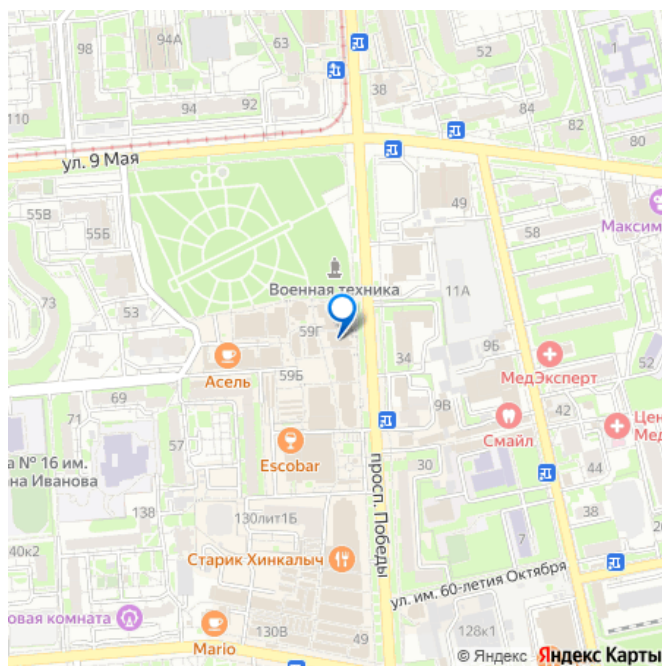 98
94А
63
52
1
110
94
92
38
84
82
80
ул. 9 Мая
55В
55Б
49
58
Максим
Военная техника
73
53
59Г
11А
34
9Б
52
Асель
59Б
МедЭксперт
69
71
57
9В
42
Цен
Мед
Смайл
Escobar
а № 16 им.
на Иванова
30
44
просп. Победы
138
130лит1Б
38
40к2
7
Старик Хинкалыч
ул. им. 60-летия Октября
овая комната
Mario
130В
49
128к1
© Яндекс Яндекс Карты